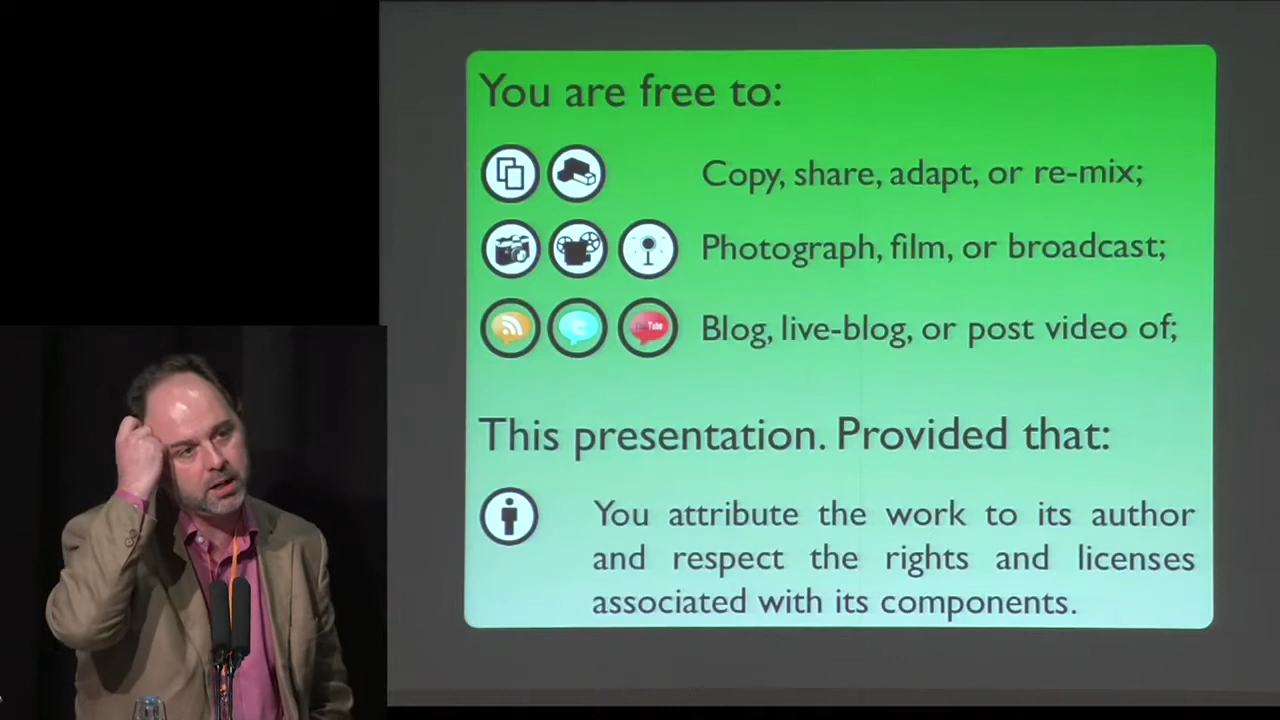 You are free to:
Copy, share, adapt, or re-mix;
Photograph, film, or broadcast;
Blog, live-blog, or post video of;
This presentation. Provided that:
You attribute the work to its author
and respect the rights and licenses
associated with its components.